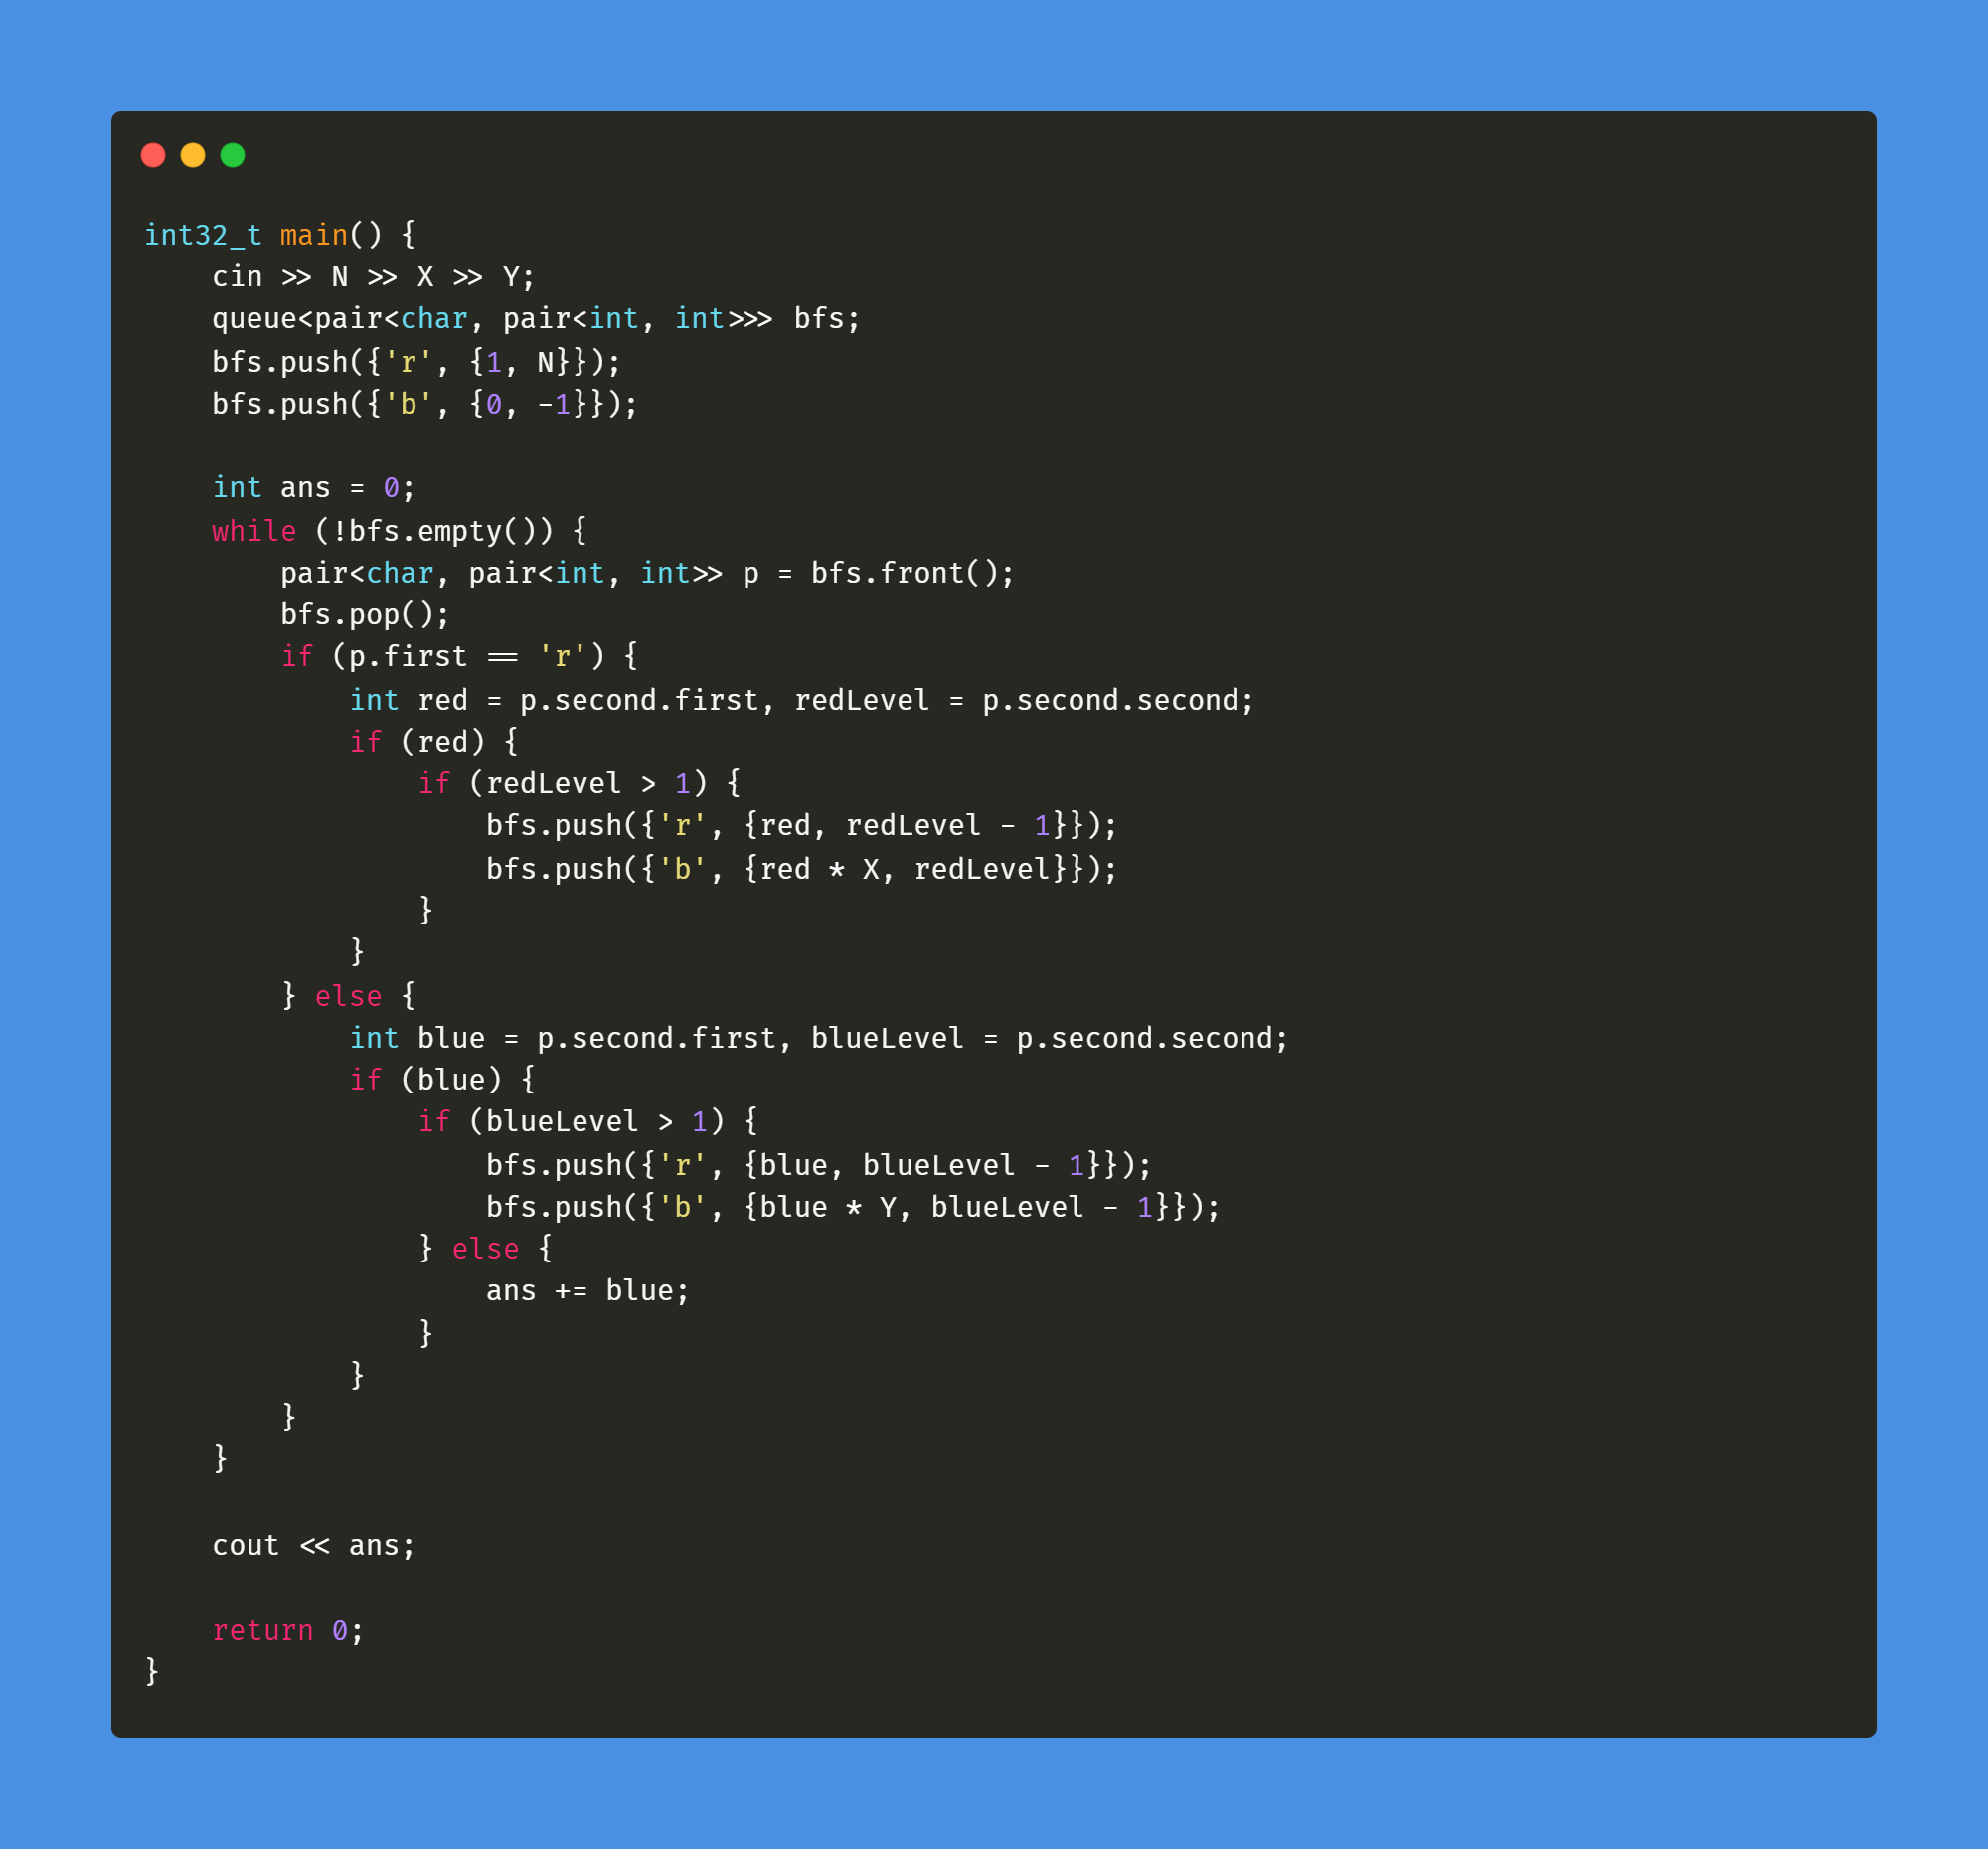 int32_t main() {
    cin >> N >> X >> Y;
    queue<pair<char, pair<int, int>>> bfs;
    bfs.push({'r', {1, N}});
    bfs.push({'b', {0, -1}});

    int ans = 0;
    while (!bfs.empty()) {
        pair<char, pair<int, int>> p = bfs.front();
        bfs.pop();
        if (p.first == 'r') {
            int red = p.second.first, redLevel = p.second.second;
            if (red) {
                if (redLevel > 1) {
                    bfs.push({'r', {red, redLevel - 1}});
                    bfs.push({'b', {red * X, redLevel}});
                }
            }
        } else {
            int blue = p.second.first, blueLevel = p.second.second;
            if (blue) {
                if (blueLevel > 1) {
                    bfs.push({'r', {blue, blueLevel - 1}});
                    bfs.push({'b', {blue * Y, blueLevel - 1}});
                } else {
                    ans += blue;
                }
            }
        }
    }

    cout << ans;

    return 0;
}